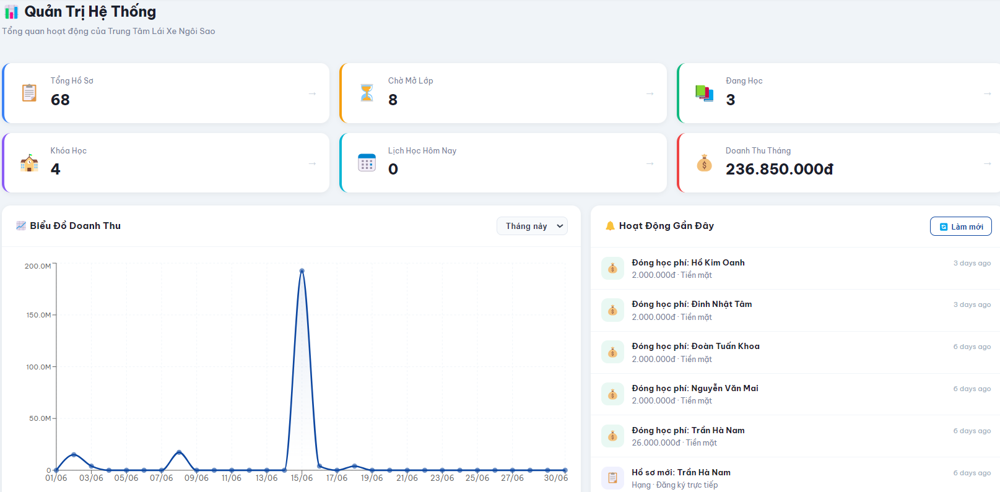 Quản Trị Hệ Thống
Tổng quan hoạt động của Trung Tâm Lái Xe Ngôi Sao
Tổng Hồ Sơ
68
→
Chờ Mở Lớp
8
→
Đang Học
3
→
Khóa Học
4
→
Lịch Học Hôm Nay
0
→
Doanh Thu Tháng
236.850.000đ
→
Biểu Đồ Doanh Thu
Tháng này
200.0M
150.0M
100.0M
50.0M
0
01/06 03/06 05/06 07/06 09/06 11/06 13/06 15/06 17/06 19/06 21/06 23/06 25/06 27/06 30/06
Hoạt Động Gần Đây
Làm mới
Đóng học phí: Hồ Kim Oanh
3 days ago
2.000.000đ · Tiền mặt
Đóng học phí: Đinh Nhật Tâm
3 days ago
2.000.000đ · Tiền mặt
Đóng học phí: Đoàn Tuấn Khoa
6 days ago
2.000.000đ · Tiền mặt
Đóng học phí: Nguyễn Văn Mai
6 days ago
2.000.000đ · Tiền mặt
Đóng học phí: Trần Hà Nam
6 days ago
26.000.000đ · Tiền mặt
Hồ sơ mới: Trần Hà Nam
6 days ago
Hạng · Đăng ký trực tiếp